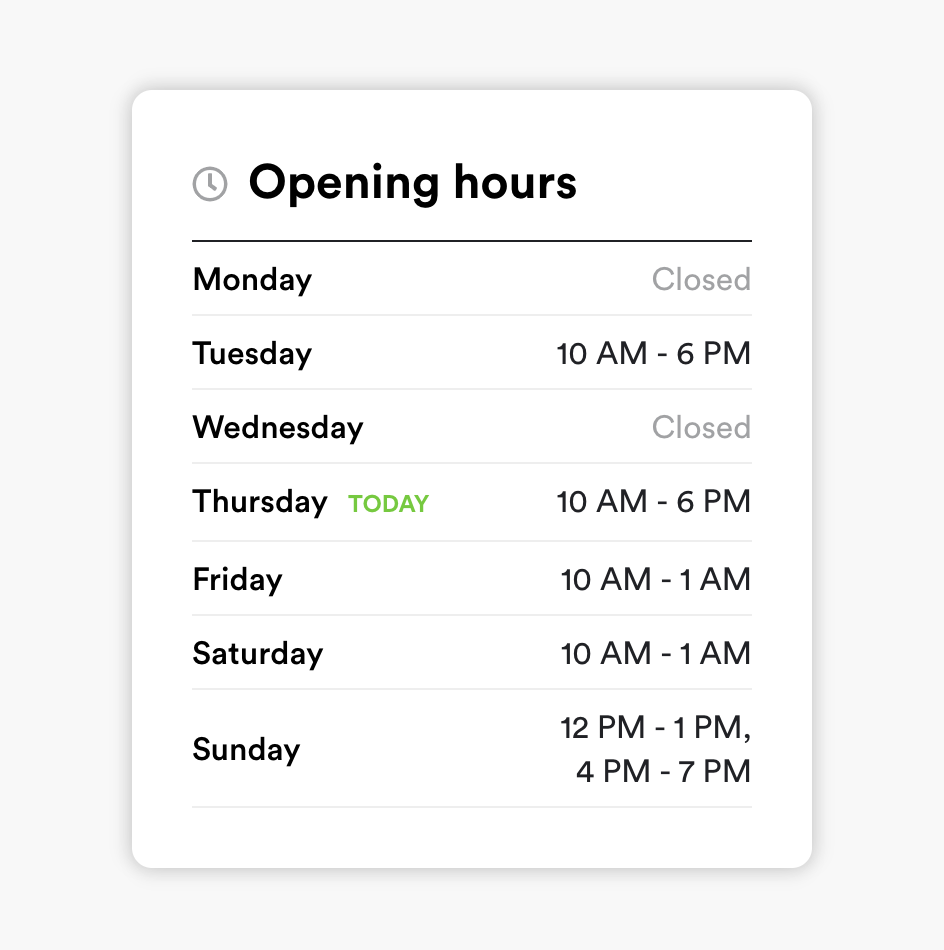 Opening hours
Monday Closed
Tuesday 10 AM - 6 PM
Wednesday Closed
Thursday TODAY 10 AM - 6 PM
Friday 10 AM - 1 AM
Saturday 10 AM - 1 AM
Sunday 12 PM - 1 PM,
4 PM - 7 PM